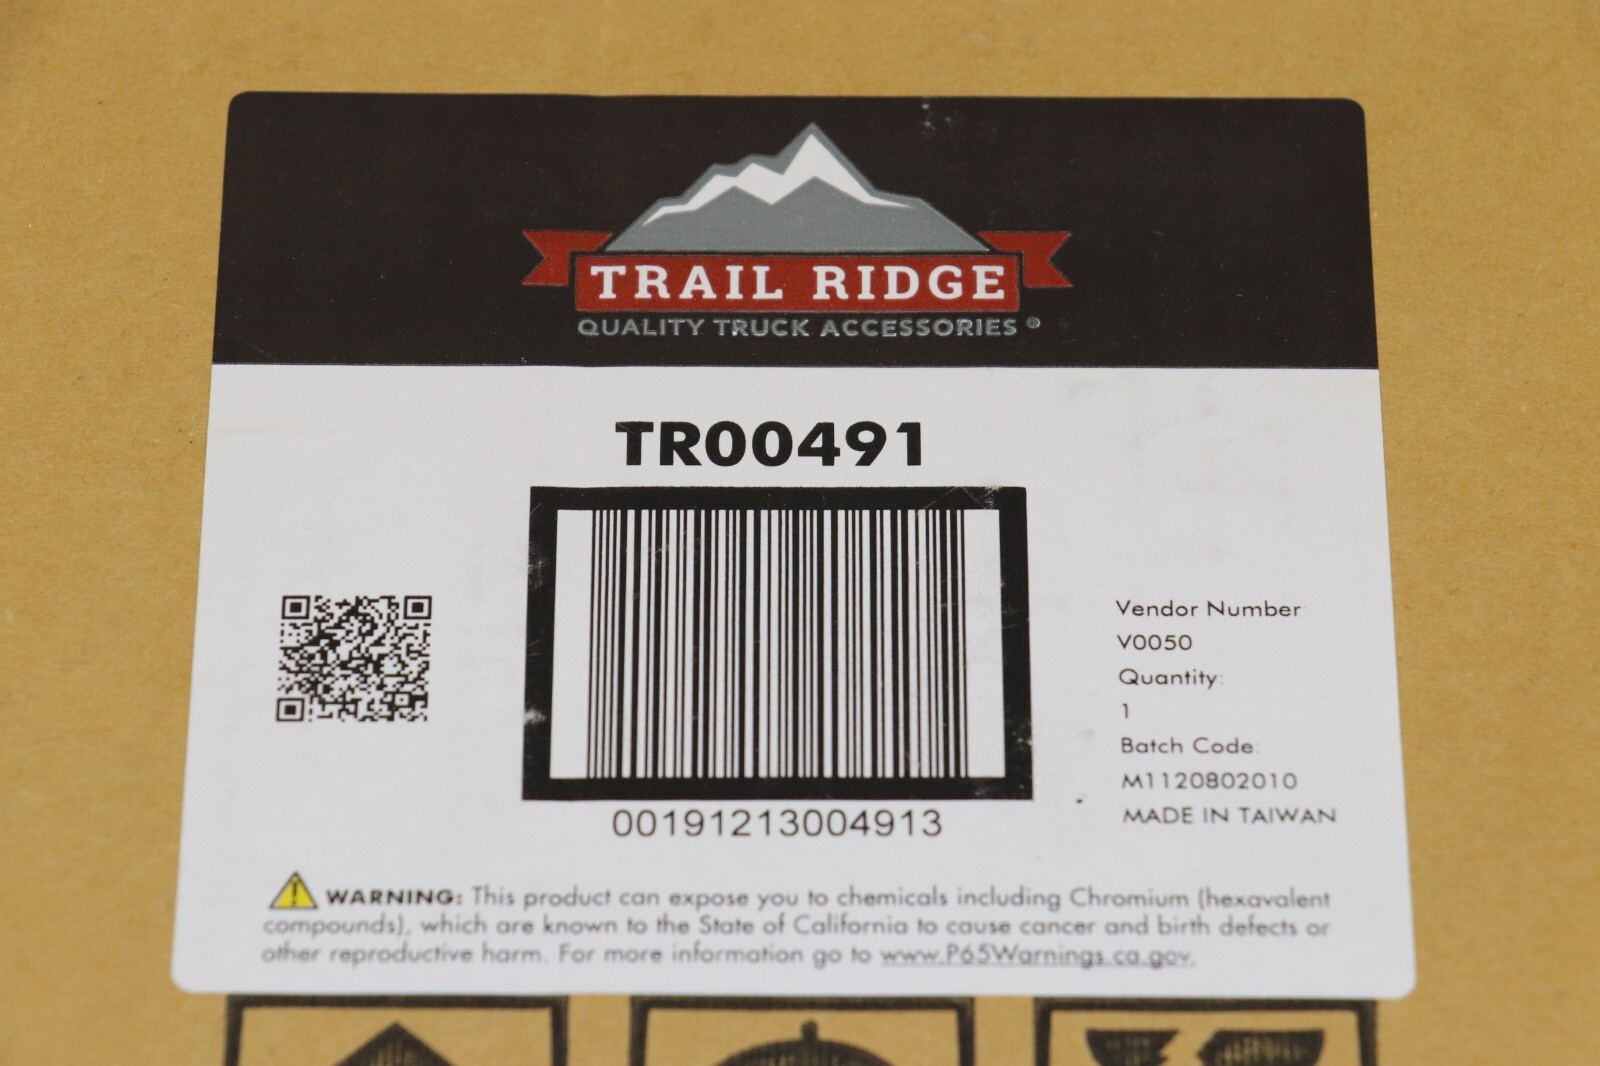 TRAIL RIDGE
QUALITY TRUCK ACCESSORIES ®
TR00491
00191213004913
Vendor Number:
V0050
Quantity:
1
Batch Code:
M1120802010
MADE IN TAIWAN
WARNING: This product can expose you to chemicals including Chromium (hexavalent
compounds), which are known to the State of California to cause cancer and birth defects or
other reproductive harm. For more information go to www.P65Warnings.ca.gov.